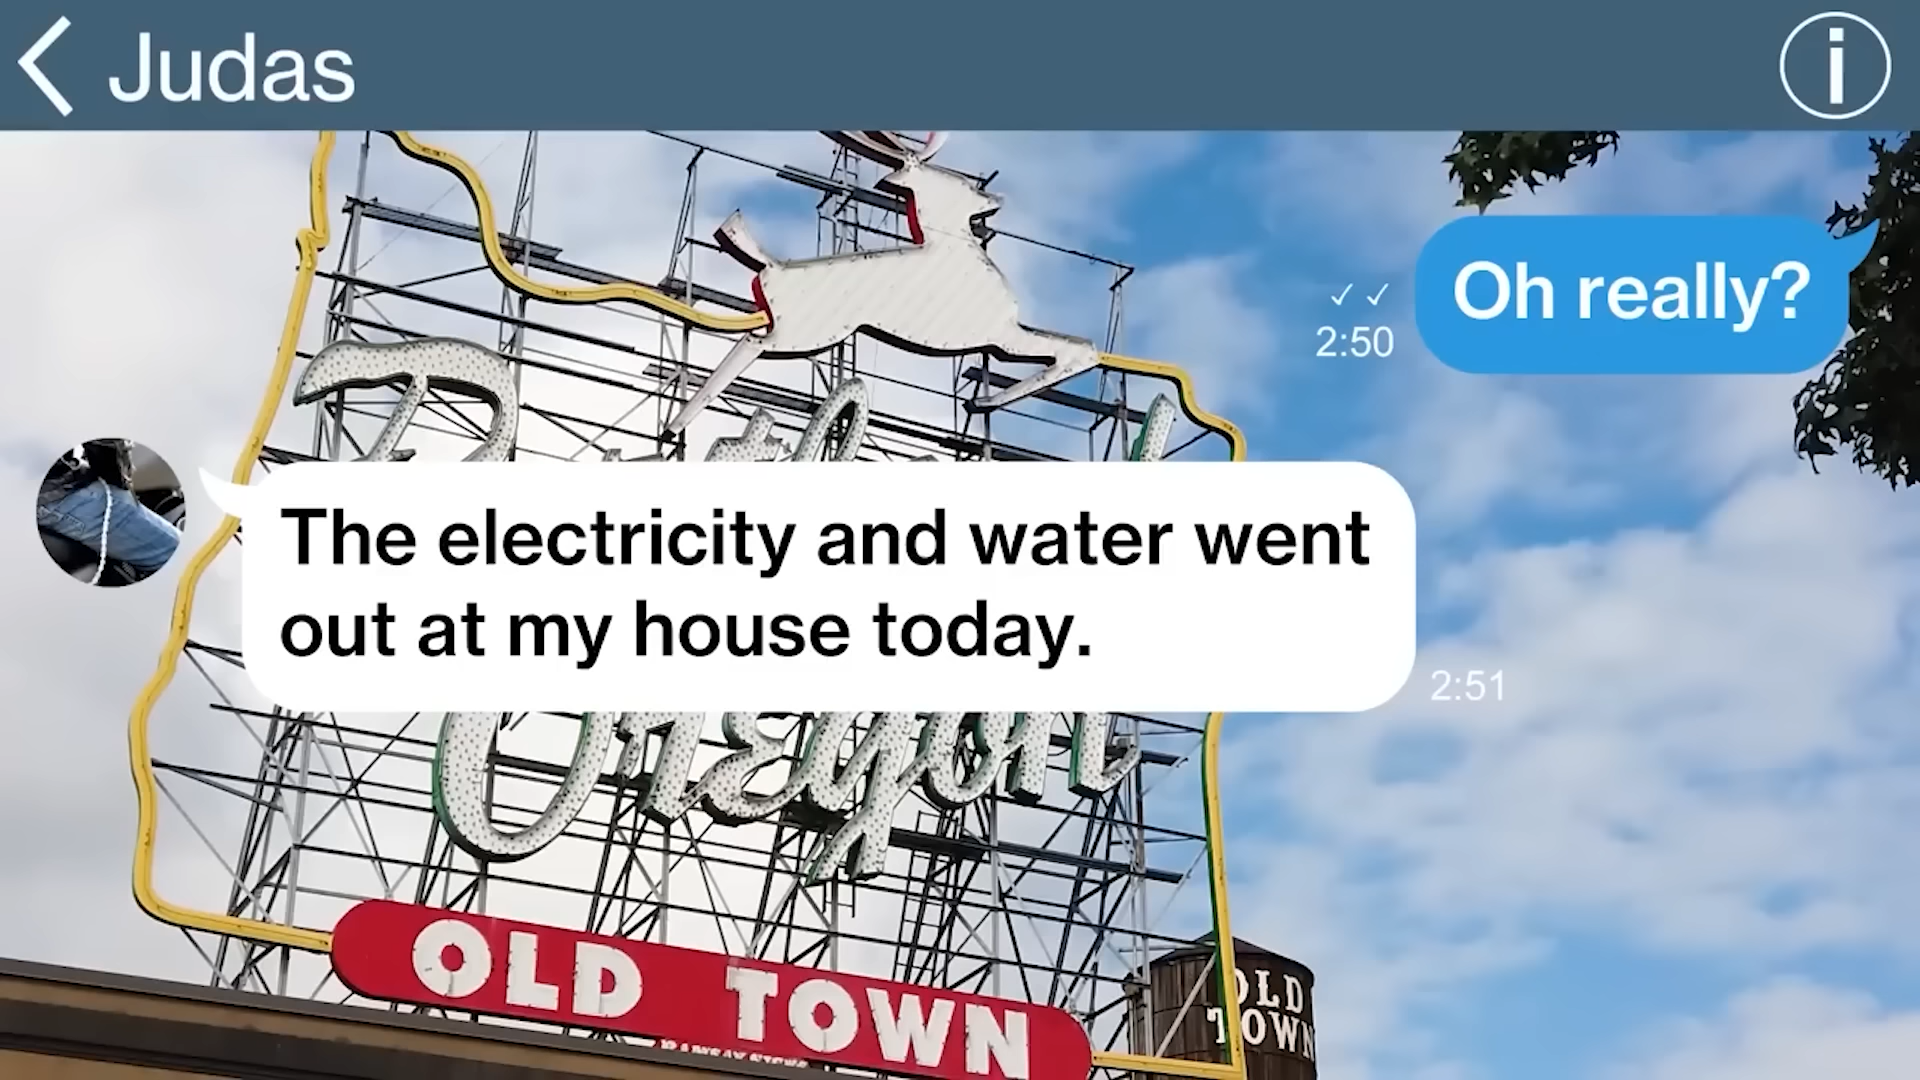 Judas
Oh really?
✓✓
2:50
The electricity and water went
out at my house today.
2:51
Oregon
OLD TOWN
OLD
TOWN